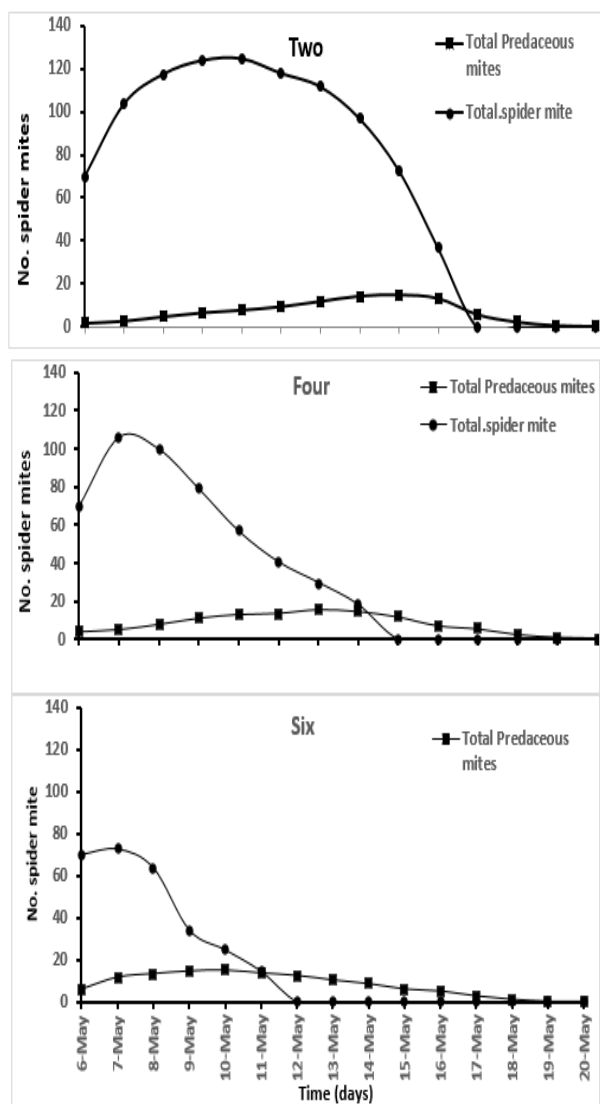 Two
Total Predaceous
mites
Total.spider mite
No. spider mites
140
120
100
80
60
40
20
0
Four
Total Predaceous mites
Total.spider mite
No. spider mites
140
120
100
80
60
40
20
0
Six
Total Predaceous
mites
No. spider mite
140
120
100
80
60
40
20
0
6-May
7-May
8-May
9-May
10-May
11-May
12-May
13-May
14-May
15-May
16-May
17-May
18-May
19-May
20-May
Time (days)